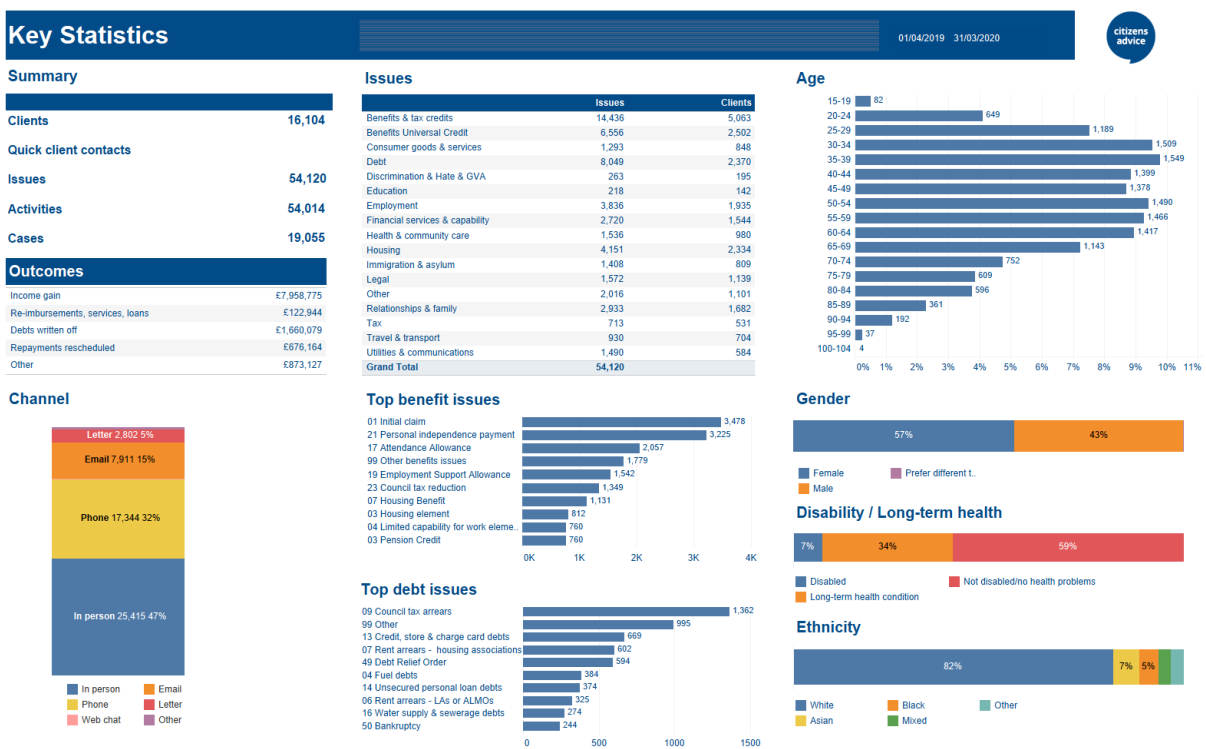 Key Statistics
01/04/2019 31/03/2020
citizens
advice
Summary
Clients 16,104
Quick client contacts
Issues 54,120
Activities 54,014
Cases 19,055
Outcomes
Income gain £7,958,775
Re-imbursements, services, loans £122,944
Debts written off £1,660,079
Repayments rescheduled £676,164
Other £873,127
Channel
Letter 2,802 5%
Email 7,911 15%
Phone 17,344 32%
In person 25,415 47%
In person Email
Phone Letter
Web chat Other
Issues
Issues Clients
Benefits & tax credits 14,436 5,063
Benefits Universal Credit 6,556 2,502
Consumer goods & services 1,293 848
Debt 8,049 2,370
Discrimination & Hate & GVA 263 195
Education 218 142
Employment 3,836 1,935
Financial services & capability 2,720 1,544
Health & community care 1,536 980
Housing 4,151 2,334
Immigration & asylum 1,408 809
Legal 1,572 1,139
Other 2,016 1,101
Relationships & family 2,933 1,682
Tax 713 531
Travel & transport 930 704
Utilities & communications 1,490 584
Grand Total 54,120
Top benefit issues
01 Initial claim 3,478
21 Personal independence payment 3,225
17 Attendance Allowance 2,057
99 Other benefits issues 1,779
19 Employment Support Allowance 1,542
23 Council tax reduction 1,349
07 Housing Benefit 1,131
03 Housing element 812
04 Limited capability for work eleme.. 760
03 Pension Credit 760
0K 1K 2K 3K 4K
Top debt issues
09 Council tax arrears 1,362
99 Other 995
13 Credit, store & charge card debts 669
07 Rent arrears - housing associations 602
49 Debt Relief Order 594
04 Fuel debts 384
14 Unsecured personal loan debts 374
06 Rent arrears - LAs or ALMOs 325
16 Water supply & sewerage debts 274
50 Bankruptcy 244
0 500 1000 1500
Age
15-19 82
20-24 649
25-29 1,189
30-34 1,509
35-39 1,549
40-44 1,399
45-49 1,378
50-54 1,490
55-59 1,466
60-64 1,417
65-69 1,143
70-74 752
75-79 609
80-84 596
85-89 361
90-94 192
95-99 37
100-104 4
0% 1% 2% 3% 4% 5% 6% 7% 8% 9% 10% 11%
Gender
57% 43%
Female Prefer different t..
Male
Disability / Long-term health
7% 34% 59%
Disabled Not disabled/no health problems
Long-term health condition
Ethnicity
82% 7% 5%
White Black Other
Asian Mixed